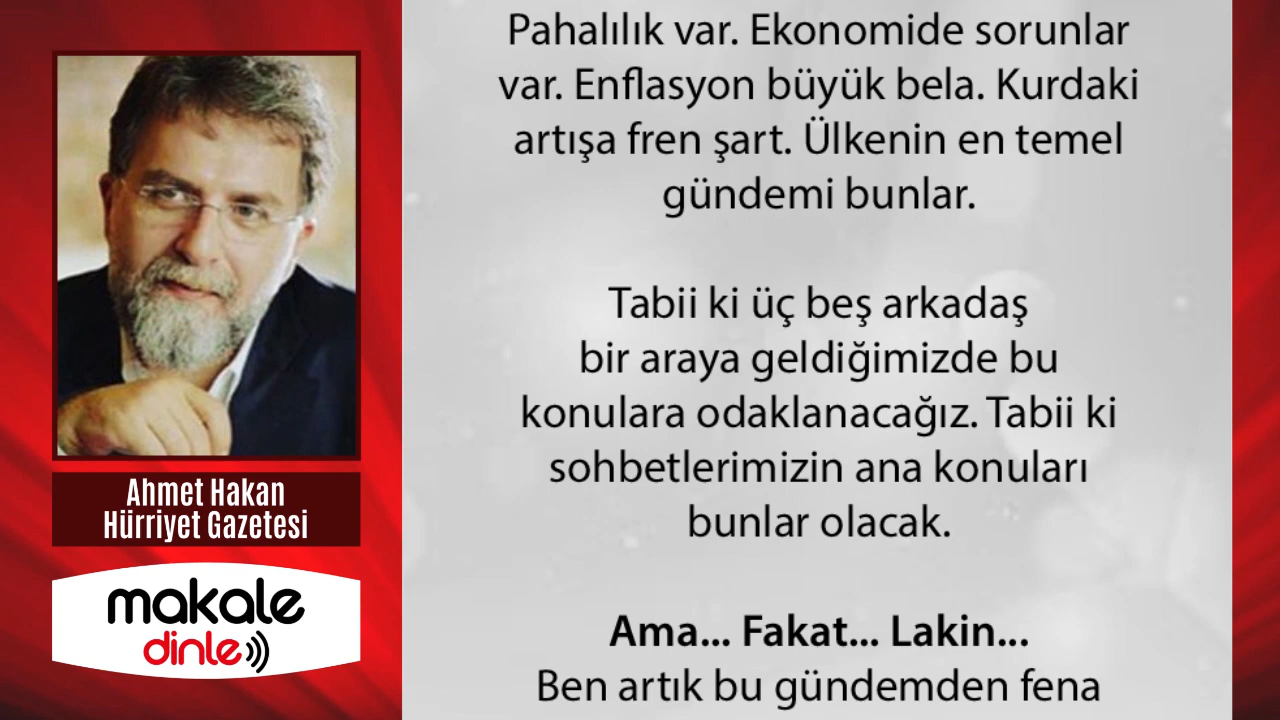 Ahmet Hakan
Hürriyet Gazetesi
makale
dinle
Pahalılık var. Ekonomide sorunlar
var. Enflasyon büyük bela. Kurdaki
artışa fren şart. Ülkenin en temel
gündemi bunlar.
Tabii ki üç beş arkadaş
bir araya geldiğimizde bu
konulara odaklanacağız. Tabii ki
sohbetlerimizin ana konuları
bunlar olacak.
Ama... Fakat... Lakin...
Ben artık bu gündemden fena